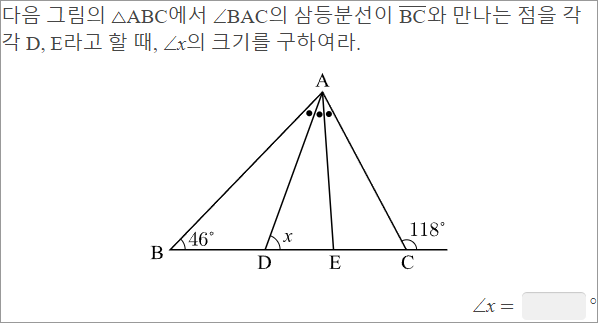 다음 그림의 △ABC에서 ∠BAC의 삼등분선이 B̅C̅와 만나는 점을 각
각 D, E라고 할 때, ∠x의 크기를 구하여라.
A
46°
x
118°
B
D
E
C
∠x = °